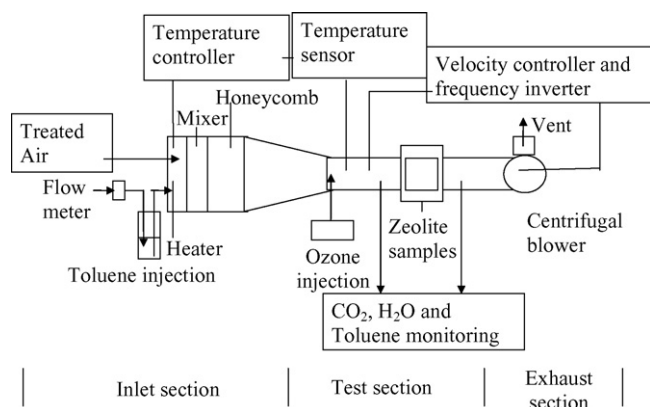 Temperature
controller
Temperature
sensor
Velocity controller and
frequency inverter
Honeycomb
Mixer
Treated
Air
Vent
Flow
meter
Heater
Toluene injection
Ozone
injection
Zeolite
samples
Centrifugal
blower
CO₂, H₂O and
Toluene monitoring
Inlet section
Test section
Exhaust
section